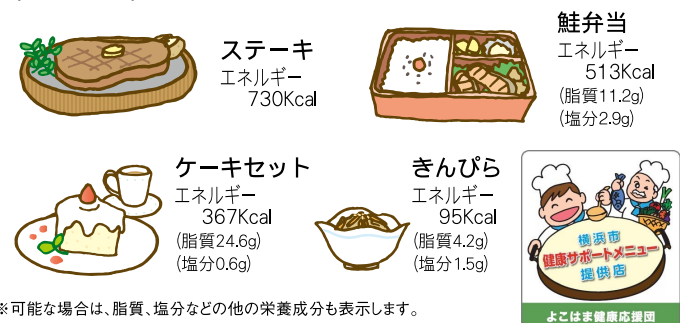 ステーキ
エネルギー
730Kcal
鮭弁当
エネルギー
513Kcal
(脂質11.2g)
(塩分2.9g)
ケーキセット
エネルギー
367Kcal
(脂質24.6g)
(塩分0.6g)
きんぴら
エネルギー
95Kcal
(脂質4.2g)
(塩分1.5g)
横浜市
健康サポートメニュー
提供店
よこはま健康応援団
※可能な場合は、脂質、塩分などの他の栄養成分も表示します。